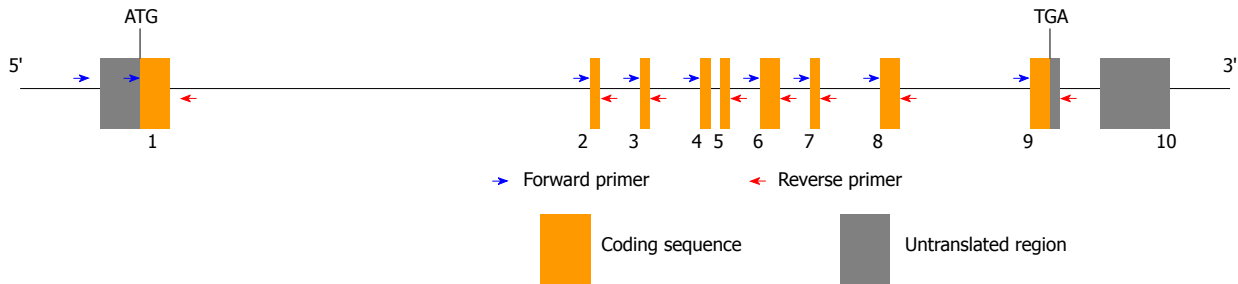 ATG
TGA
5'
3'
1
2
3
4
5
6
7
8
9
10
Forward primer
Reverse primer
Coding sequence
Untranslated region